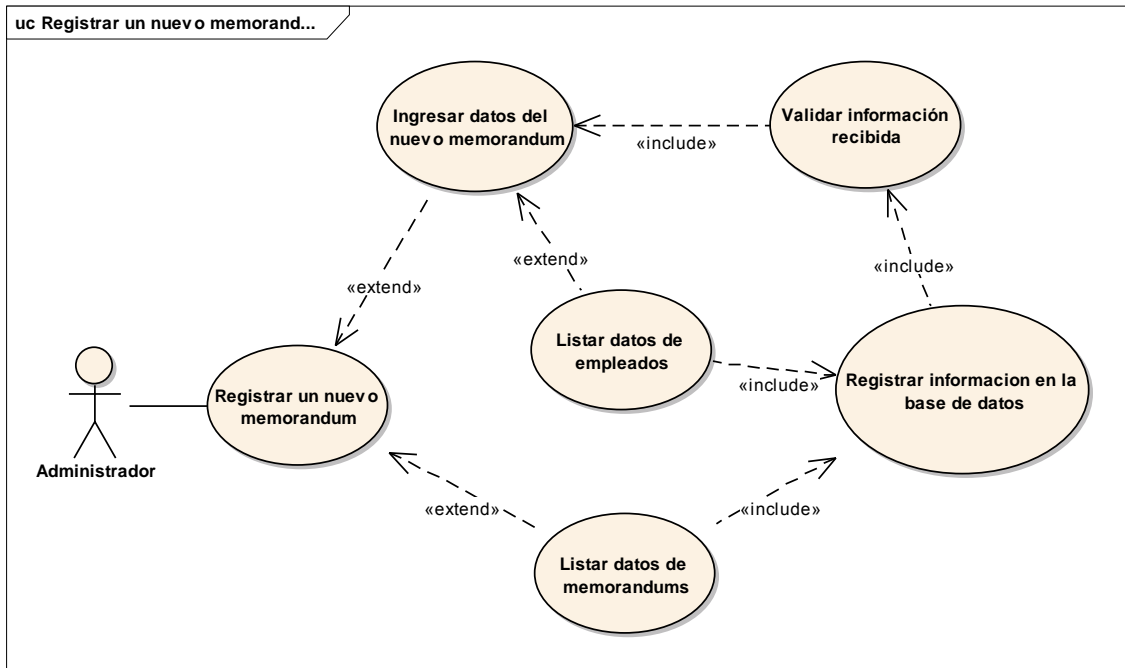 uc Registrar un nuevo memorand...
Ingresar datos del
nuevo memorandum
Validar información
recibida
«include»
«extend»
«include»
«extend»
Listar datos de
empleados
«include»
Registrar informacion en la
base de datos
Registrar un nuevo
memorandum
Administrador
«extend»
«include»
Listar datos de
memorandums